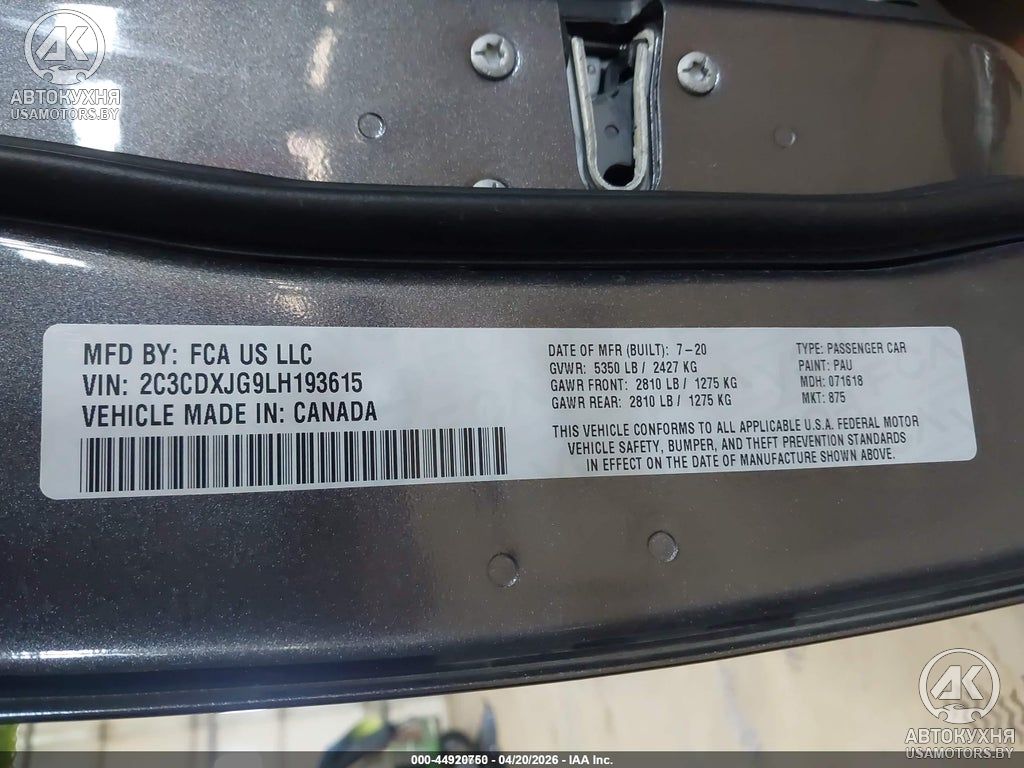 АВТОКУХНЯ
USAMOTORS.BY
MFD BY: FCA US LLC
VIN: 2C3CDXJG9LH193615
VEHICLE MADE IN: CANADA
DATE OF MFR (BUILT): 7-20
GVWR: 5350 LB / 2427 KG
GAWR FRONT: 2810 LB / 1275 KG
GAWR REAR: 2810 LB / 1275 KG
TYPE: PASSENGER CAR
PAINT: PAU
MDH: 071618
MKT: 875
THIS VEHICLE CONFORMS TO ALL APPLICABLE U.S.A. FEDERAL MOTOR
VEHICLE SAFETY, BUMPER, AND THEFT PREVENTION STANDARDS
IN EFFECT ON THE DATE OF MANUFACTURE SHOWN ABOVE.
АК
АВТОКУХНЯ
USAMOTORS.BY
000-44920750 - 04/20/2026 - IAA Inc.